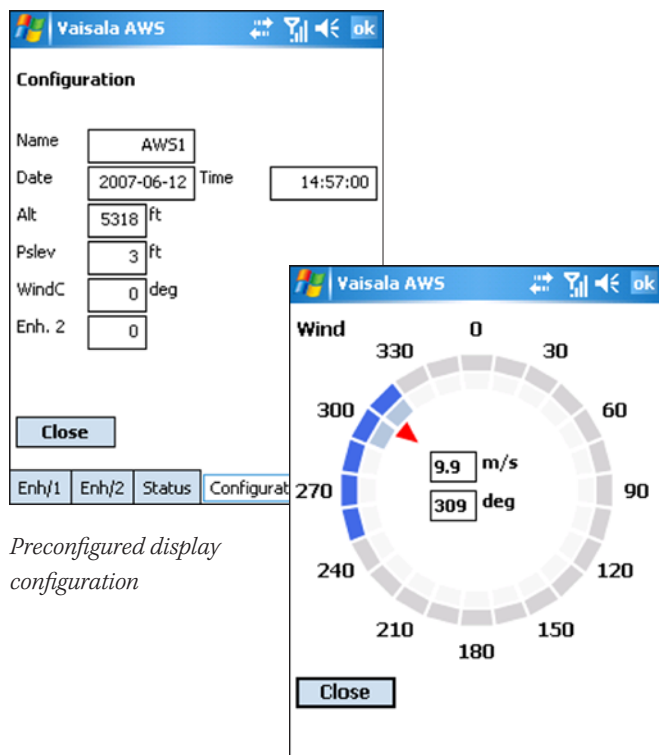 Vaisala AWS ok
Configuration
Name AWS1
Date 2007-06-12 Time 14:57:00
Alt 5318 ft
Pslev 3 ft
WindC 0 deg
Enh. 2 0
Close
Enh/1 Enh/2 Status Configurat
Preconfigured display
configuration
Vaisala AWS ok
Wind
0
330 30
300 60
9.9 m/s
270 90
309 deg
240 120
210 150
180
Close